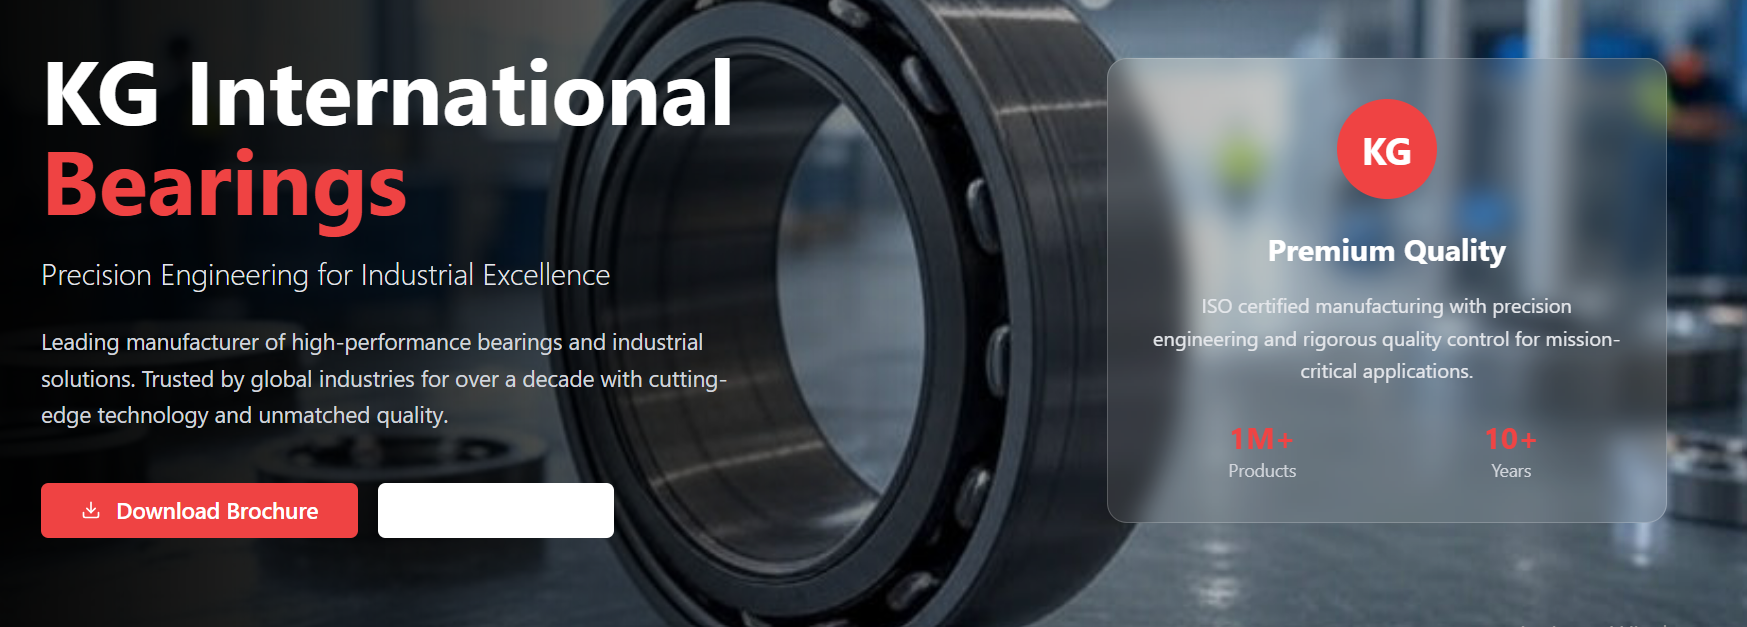 KG International
Bearings
Precision Engineering for Industrial Excellence
Leading manufacturer of high-performance bearings and industrial
solutions. Trusted by global industries for over a decade with cutting-
edge technology and unmatched quality.
Download Brochure
KG
Premium Quality
ISO certified manufacturing with precision
engineering and rigorous quality control for mission-
critical applications.
1M+ 10+
Products Years